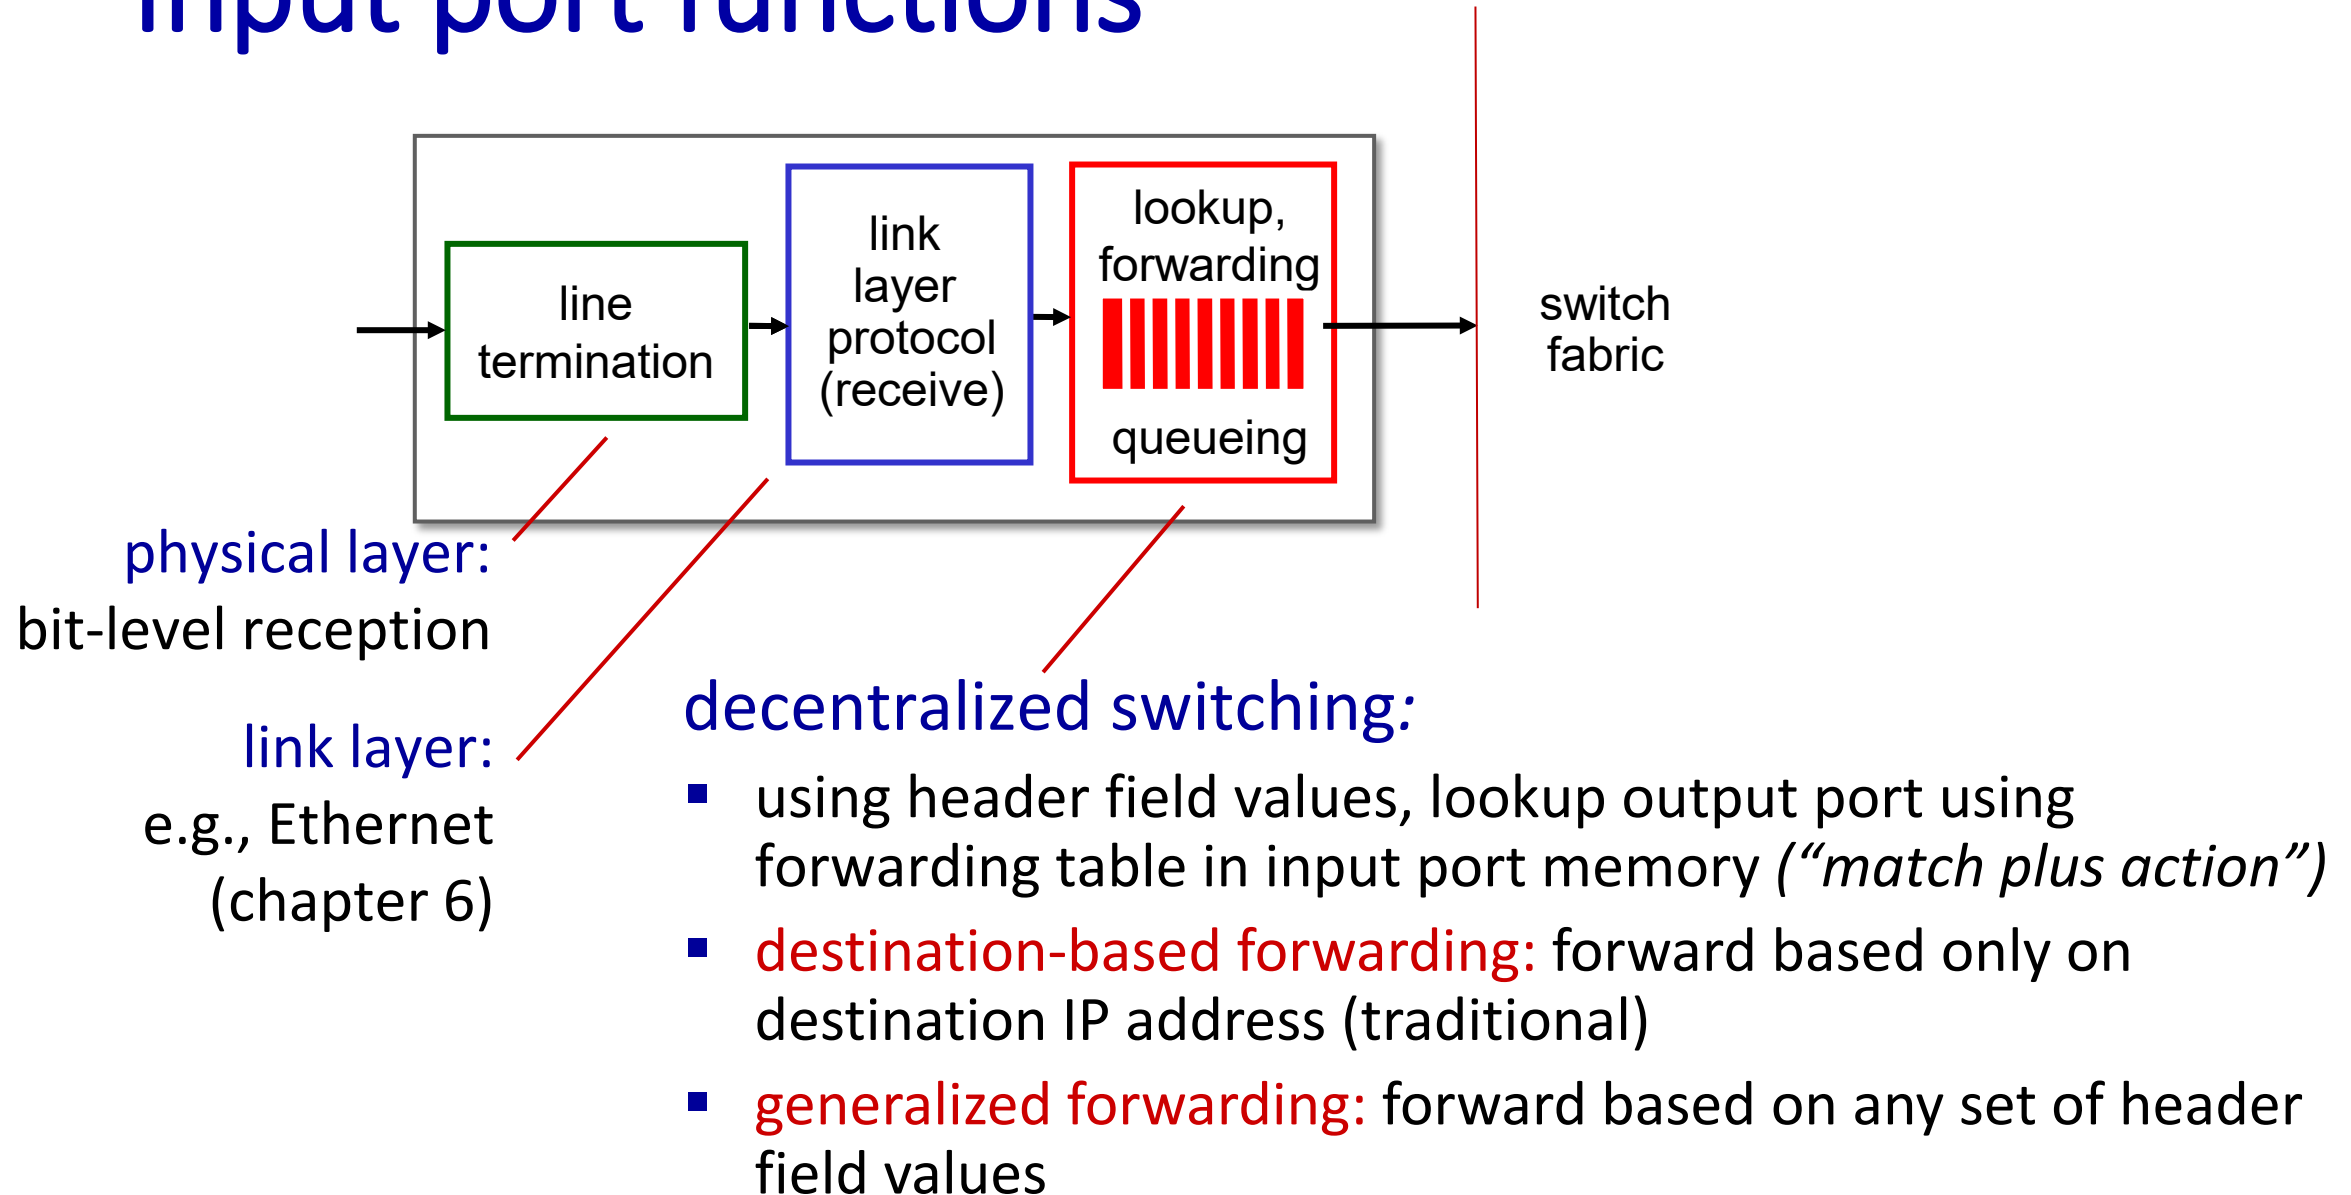 Input port functions
line
termination
link
layer
protocol
(receive)
lookup,
forwarding
queueing
switch
fabric
physical layer:
bit-level reception
link layer:
e.g., Ethernet
(chapter 6)
decentralized switching:
▪ using header field values, lookup output port using
forwarding table in input port memory (“match plus action”)
▪ destination-based forwarding: forward based only on
destination IP address (traditional)
▪ generalized forwarding: forward based on any set of header
field values